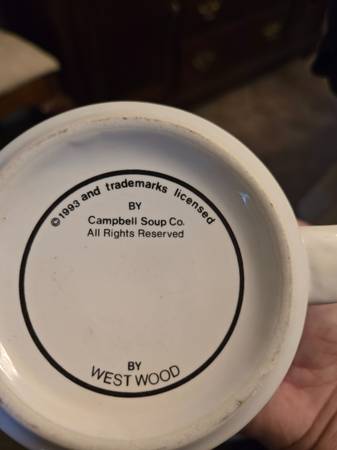 ©1993 and trademarks licensed
BY
Campbell Soup Co.
All Rights Reserved
BY
WESTWOOD